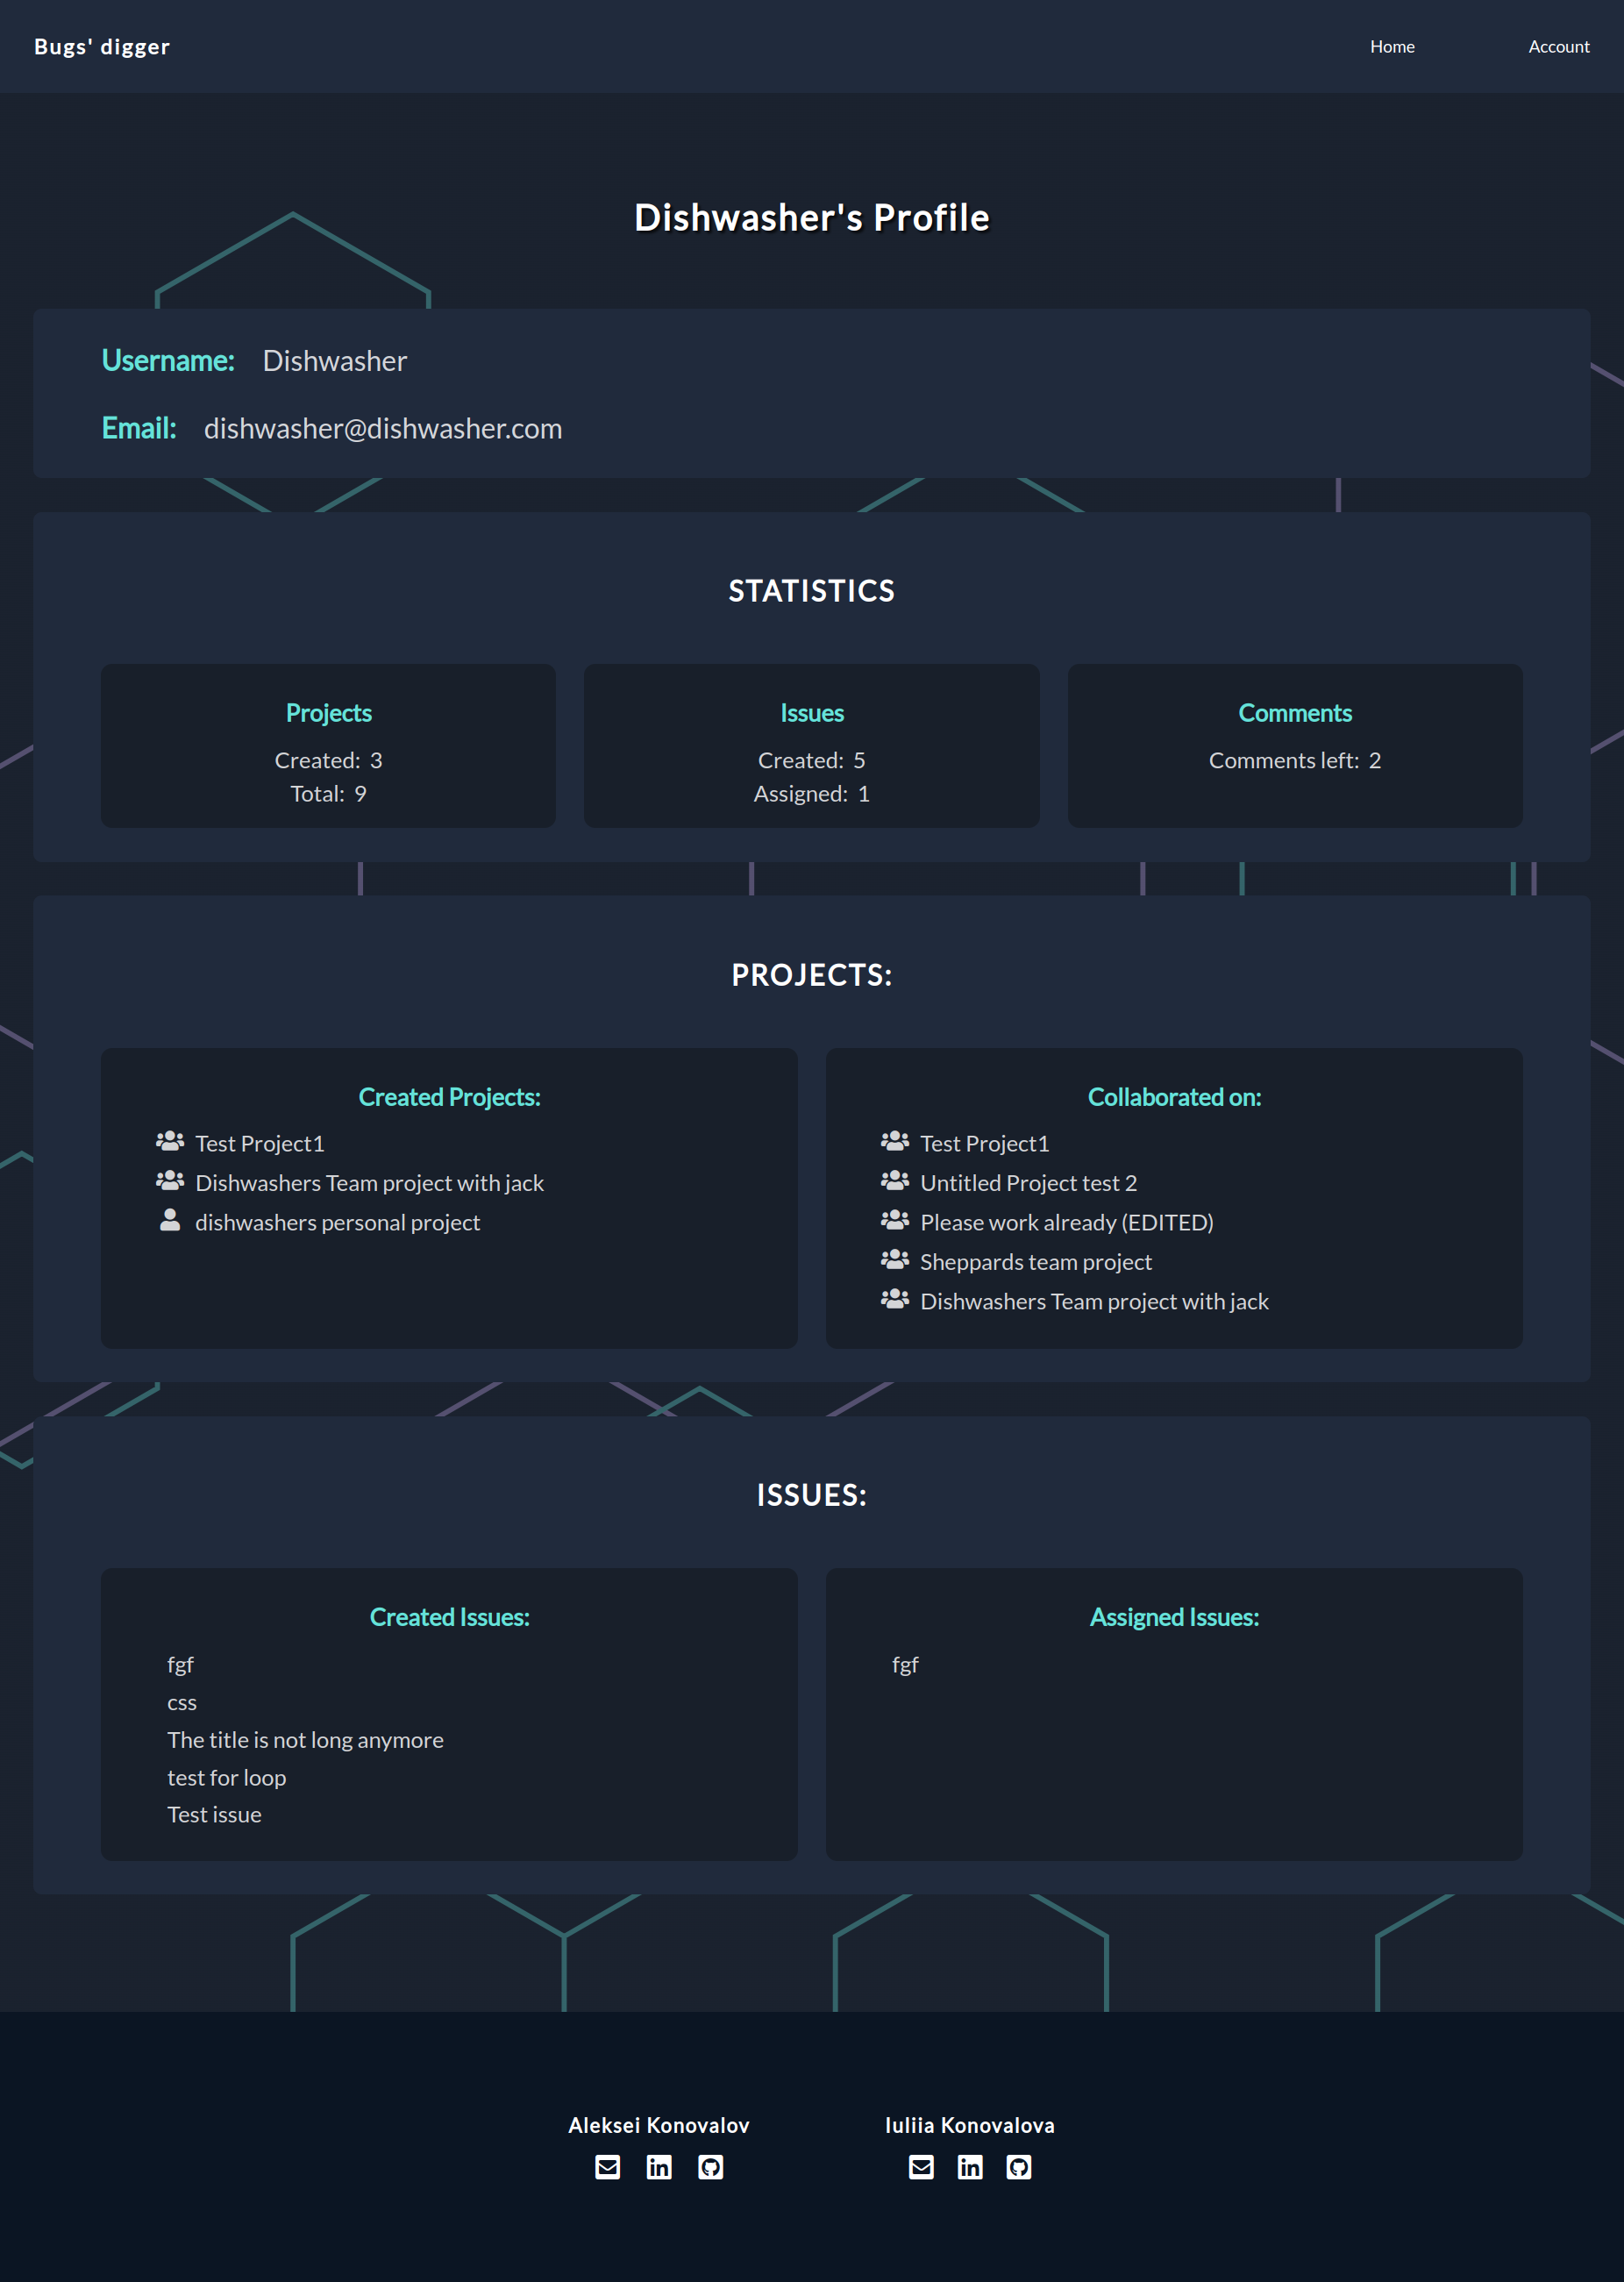 Bugs' digger
Home
Account
Dishwasher's Profile
Username: Dishwasher
Email: dishwasher@dishwasher.com
STATISTICS
Projects
Created: 3
Total: 9
Issues
Created: 5
Assigned: 1
Comments
Comments left: 2
PROJECTS:
Created Projects:
Test Project1
Dishwashers Team project with jack
dishwashers personal project
Collaborated on:
Test Project1
Untitled Project test 2
Please work already (EDITED)
Sheppards team project
Dishwashers Team project with jack
ISSUES:
Created Issues:
fgf
css
The title is not long anymore
test for loop
Test issue
Assigned Issues:
fgf
Aleksei Konovalov
Iuliia Konovalova